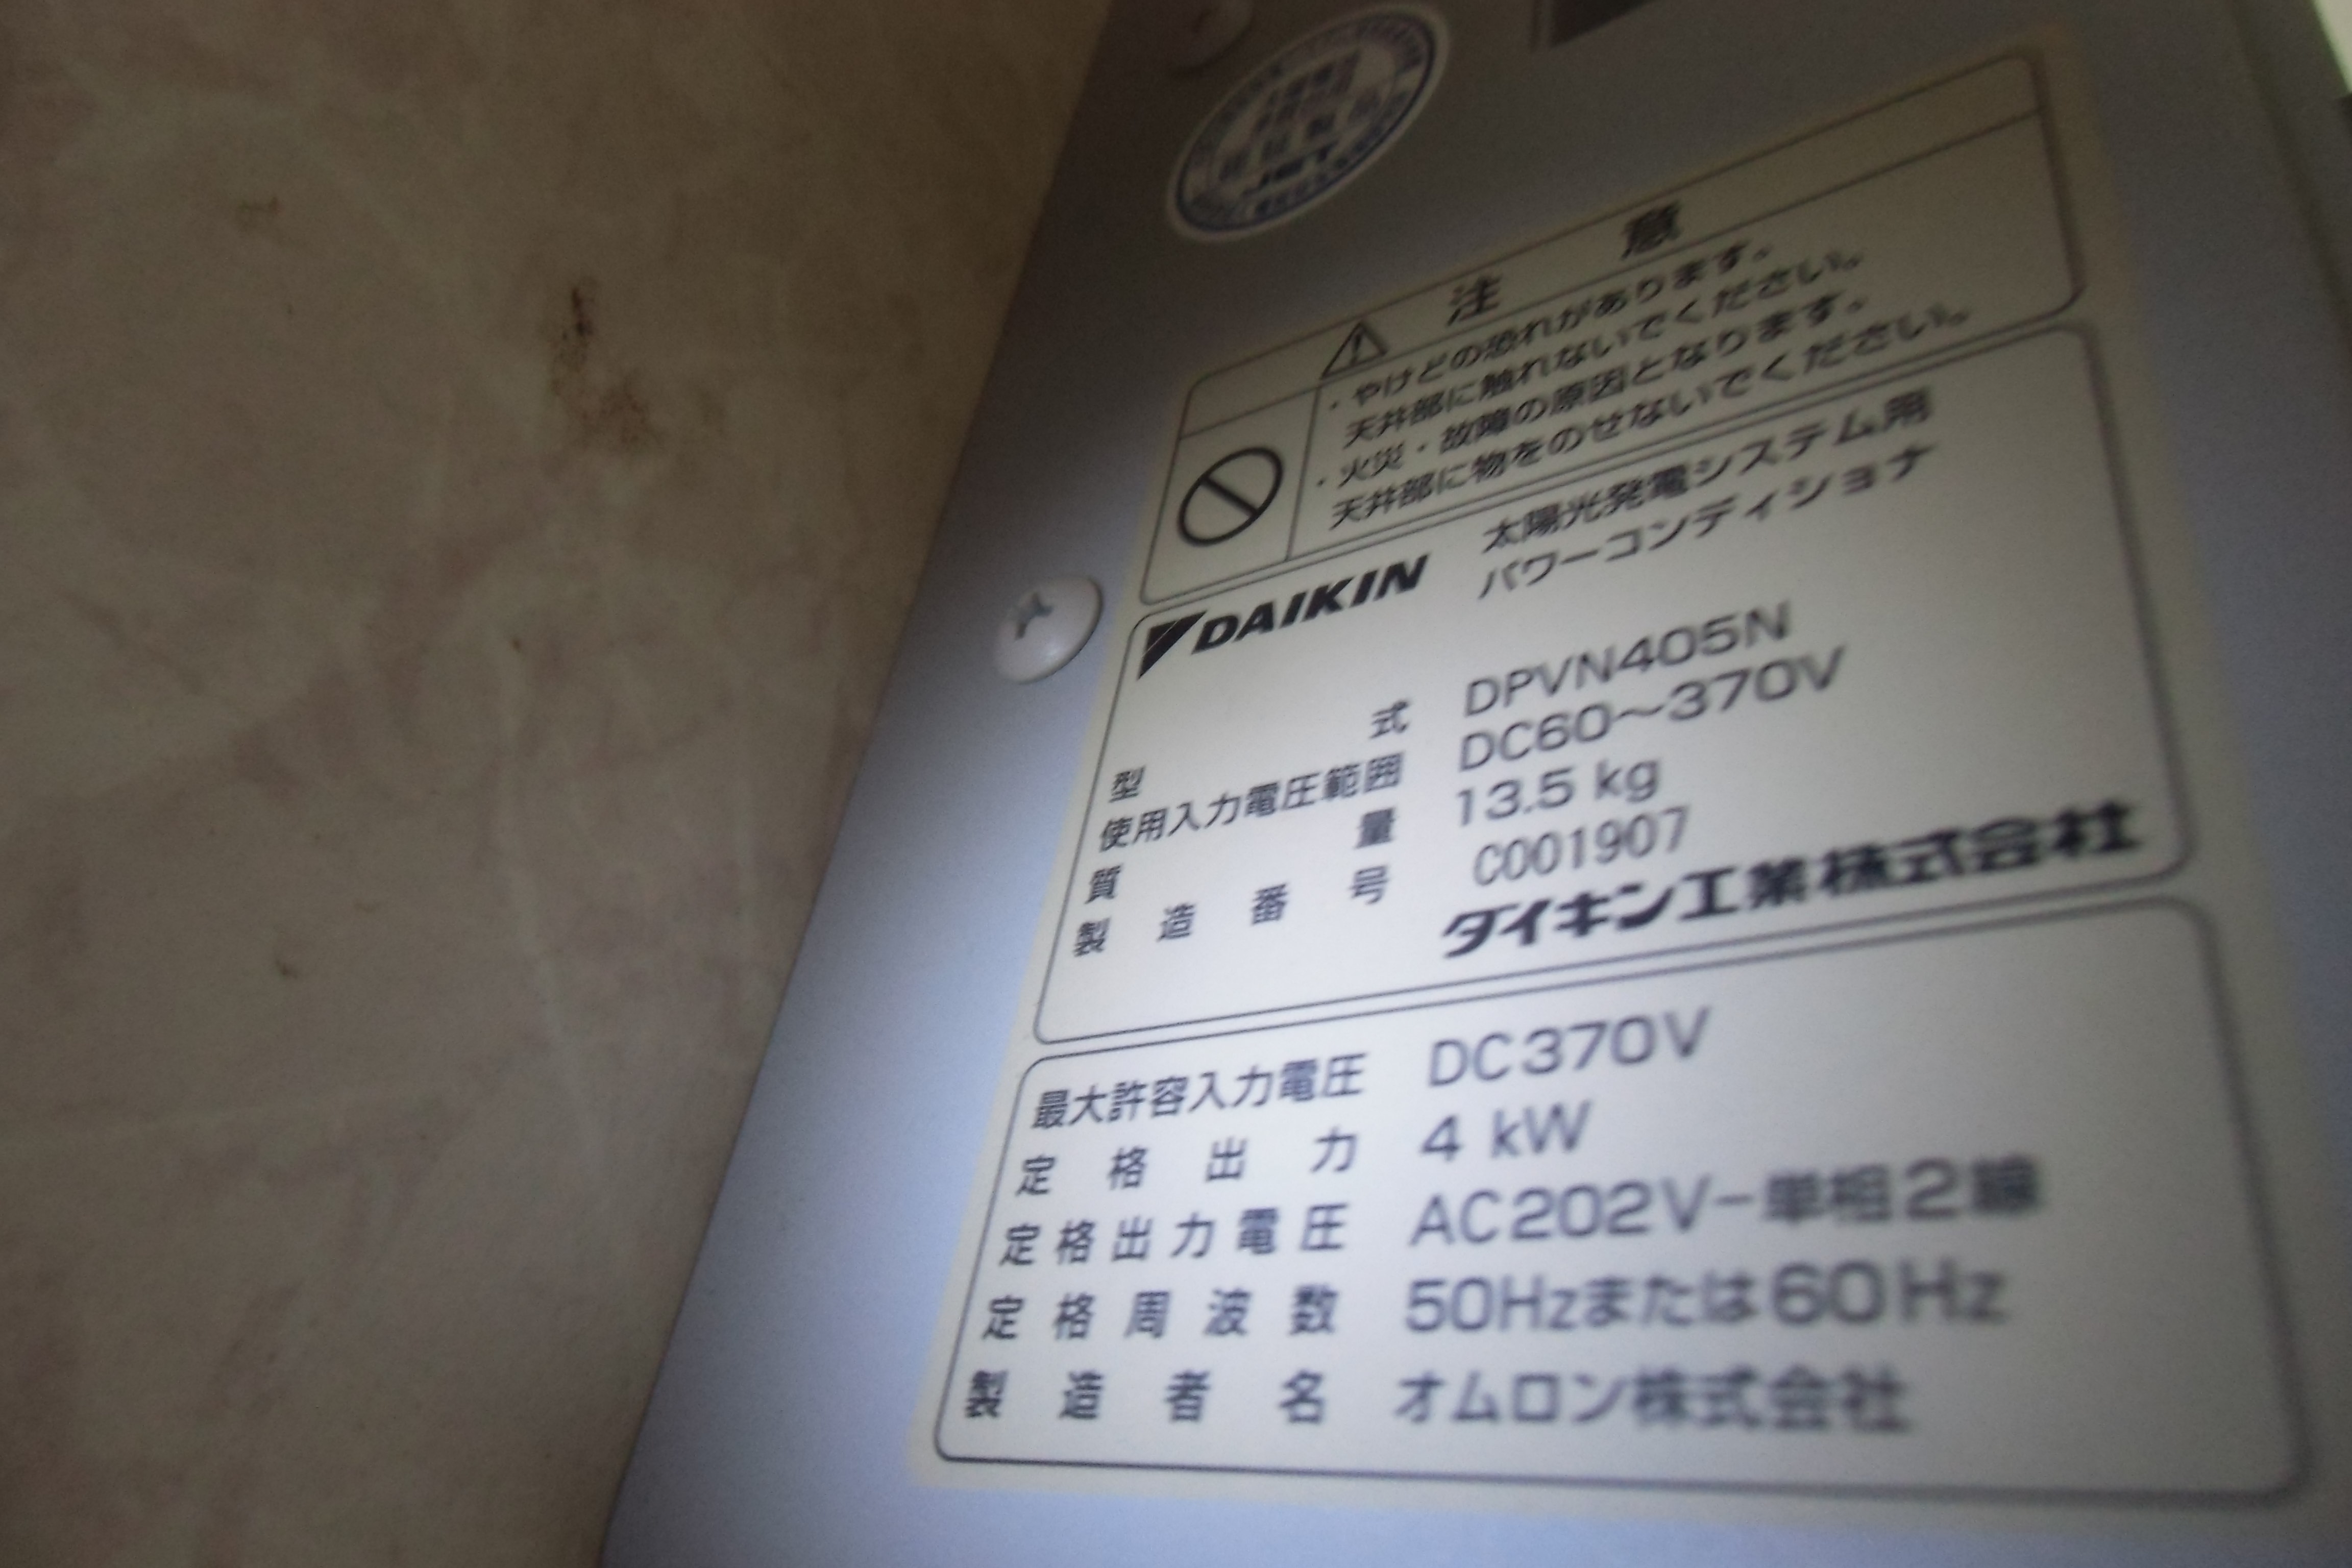 JET
注意
・やけどの恐れがあります。
天井部に触れないでください。
・火災・故障の原因となります。
天井部に物をのせないでください。
DAIKIN
太陽光発電システム用
パワーコンディショナ
型式 DPVN405N
使用入力電圧範囲 DC60～370V
質量 13.5 kg
製造番号 C001907
ダイキン工業株式会社
最大許容入力電圧 DC370V
定格出力 4 kW
定格出力電圧 AC202V-単相2線
定格周波数 50Hzまたは60Hz
製造者名 オムロン株式会社